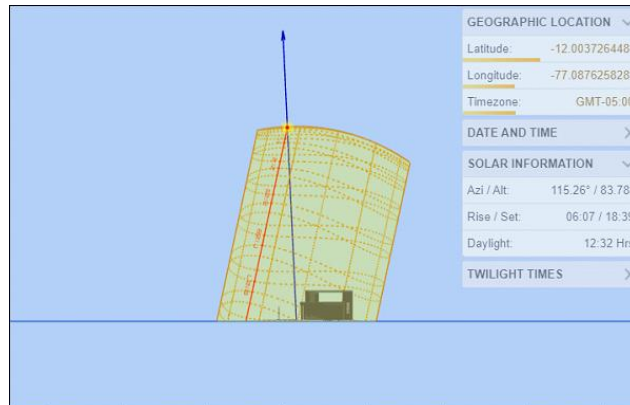 GEOGRAPHIC LOCATION
Latitude: -12.003726448
Longitude: -77.087625828
Timezone: GMT-05:00
DATE AND TIME
SOLAR INFORMATION
Azi / Alt: 115.26° / 83.78
Rise / Set: 06:07 / 18:39
Daylight: 12:32 Hrs
TWILIGHT TIMES